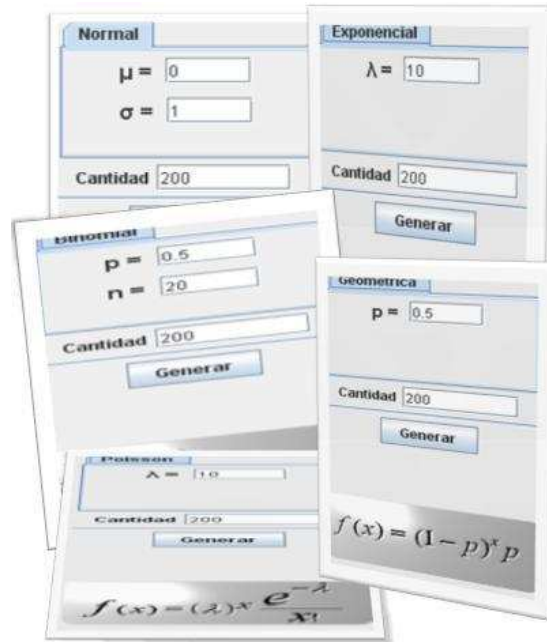 Normal
μ = 0
σ = 1
Cantidad 200
Exponencial
λ = 10
Cantidad 200
Generar
Binomial
p = 0.5
n = 20
Cantidad 200
Generar
Geometrica
p = 0.5
Cantidad 200
Generar
f(x) = (1 − p)ˣ p
Poisson
λ = 10
Cantidad 200
Generar
f(x) = (λ)ˣ e^−λ / x!